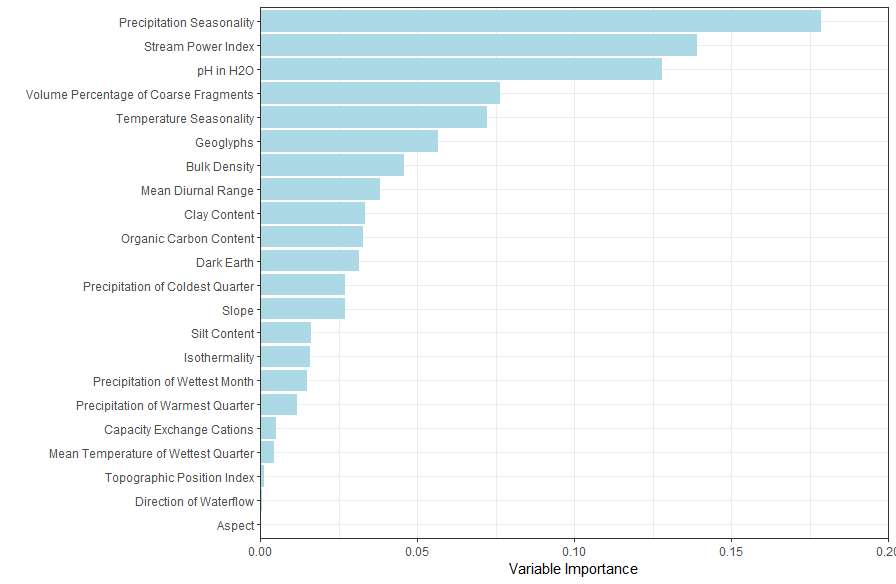 Precipitation Seasonality
Stream Power Index
pH in H2O
Volume Percentage of Coarse Fragments
Temperature Seasonality
Geoglyphs
Bulk Density
Mean Diurnal Range
Clay Content
Organic Carbon Content
Dark Earth
Precipitation of Coldest Quarter
Slope
Silt Content
Isothermality
Precipitation of Wettest Month
Precipitation of Warmest Quarter
Capacity Exchange Cations
Mean Temperature of Wettest Quarter
Topographic Position Index
Direction of Waterflow
Aspect
0.00 0.05 0.10 0.15 0.20
Variable Importance